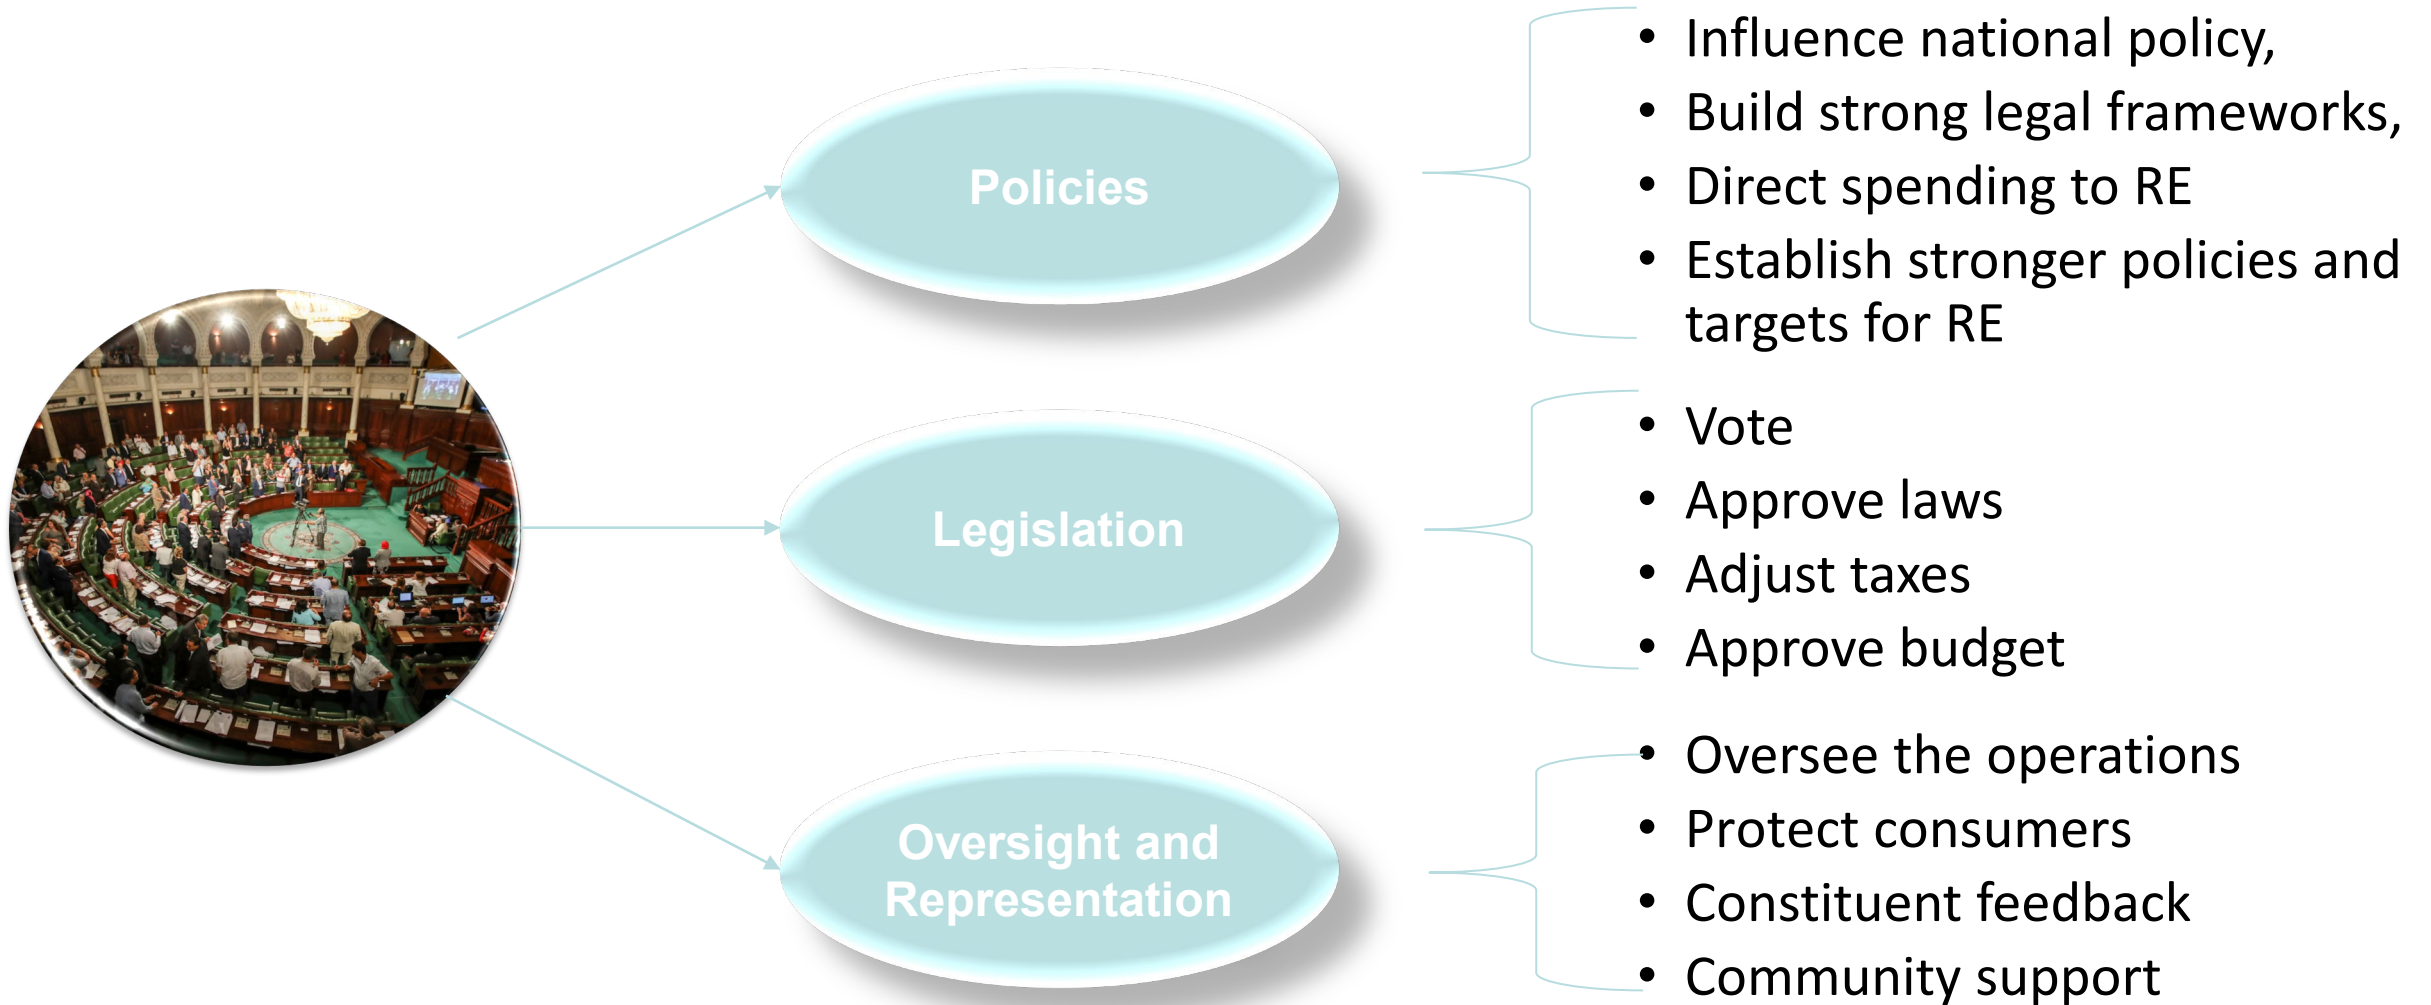 Policies
• Influence national policy,
• Build strong legal frameworks,
• Direct spending to RE
• Establish stronger policies and
targets for RE
Legislation
• Vote
• Approve laws
• Adjust taxes
• Approve budget
Oversight and
Representation
• Oversee the operations
• Protect consumers
• Constituent feedback
• Community support